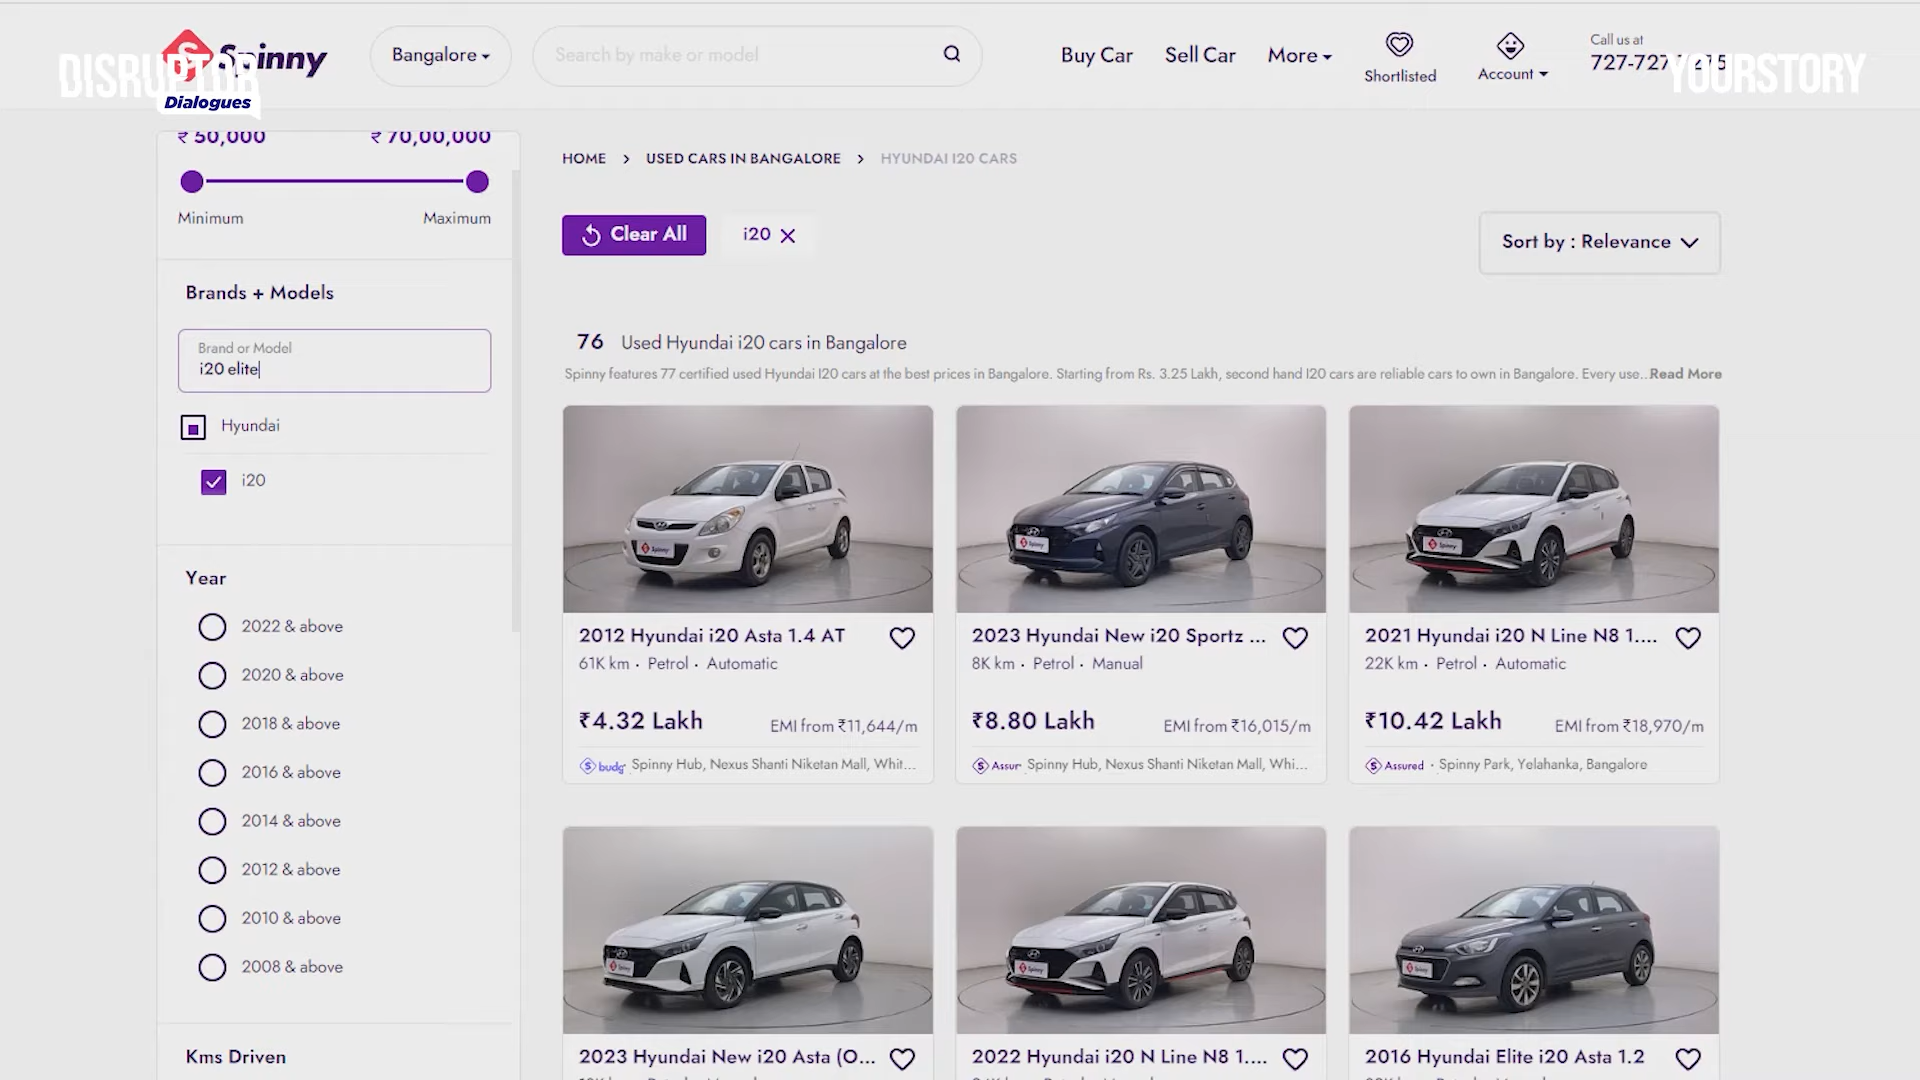 DISRUPTOR
Dialogues
Spinny
Bangalore
Search by make or model
Buy Car
Sell Car
More
Shortlisted
Account
Call us at
YOURSTORY
₹ 50,000
₹ 70,00,000
Minimum
Maximum
HOME > USED CARS IN BANGALORE > HYUNDAI I20 CARS
Clear All
i20
Sort by : Relevance
Brands + Models
Brand or Model
i20 elite
Hyundai
i20
76 Used Hyundai i20 cars in Bangalore
Spinny features 77 certified used Hyundai I20 cars at the best prices in Bangalore. Starting from Rs. 3.25 Lakh, second hand I20 cars are reliable cars to own in Bangalore. Every use...Read More
Year
2022 & above
2020 & above
2018 & above
2016 & above
2014 & above
2012 & above
2010 & above
2008 & above
Kms Driven
Spinny
2012 Hyundai i20 Asta 1.4 AT
61K km · Petrol · Automatic
₹4.32 Lakh
EMI from ₹11,644/m
budg
Spinny Hub, Nexus Shanti Niketan Mall, Whit...
Spinny
2023 Hyundai New i20 Sportz ...
8K km · Petrol · Manual
₹8.80 Lakh
EMI from ₹16,015/m
Assur
Spinny Hub, Nexus Shanti Niketan Mall, Whi...
Spinny
2021 Hyundai i20 N Line N8 1....
22K km · Petrol · Automatic
₹10.42 Lakh
EMI from ₹18,970/m
Assured · Spinny Park, Yelahanka, Bangalore
Spinny
2023 Hyundai New i20 Asta (O...
Spinny
2022 Hyundai i20 N Line N8 1....
Spinny
2016 Hyundai Elite i20 Asta 1.2